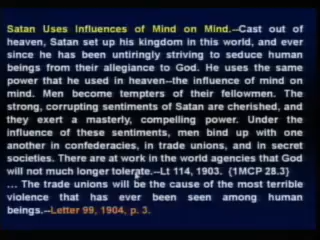 Satan Uses Influences of Mind on Mind.--Cast out of
heaven, Satan set up his kingdom in this world, and ever
since he has been untiringly striving to seduce human
beings from their allegiance to God. He uses the same
power that he used in heaven--the influence of mind on
mind. Men become tempters of their fellowmen. The
strong, corrupting sentiments of Satan are cherished, and
they exert a masterly, compelling power. Under the
influence of these sentiments, men bind up with one
another in confederacies, in trade unions, and in secret
societies. There are at work in the world agencies that God
will not much longer tolerate.--Lt 114, 1903. {1MCP 28.3}
... The trade unions will be the cause of the most terrible
violence that has ever been seen among human
beings.--Letter 99, 1904, p. 3.